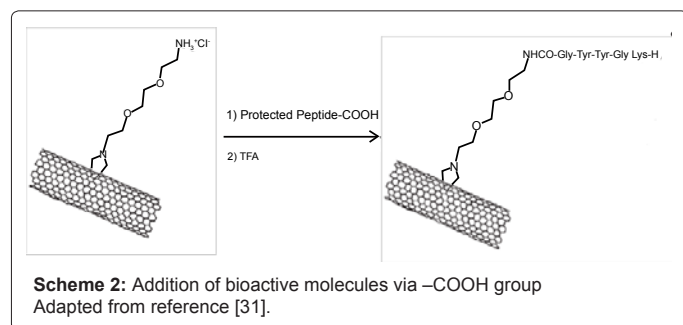 NH₃⁺Cl⁻
O
O
N
1) Protected Peptide-COOH
2) TFA
NHCO-Gly-Tyr-Tyr-Gly Lys-H
O
O
N
Scheme 2: Addition of bioactive molecules via –COOH group
Adapted from reference [31].